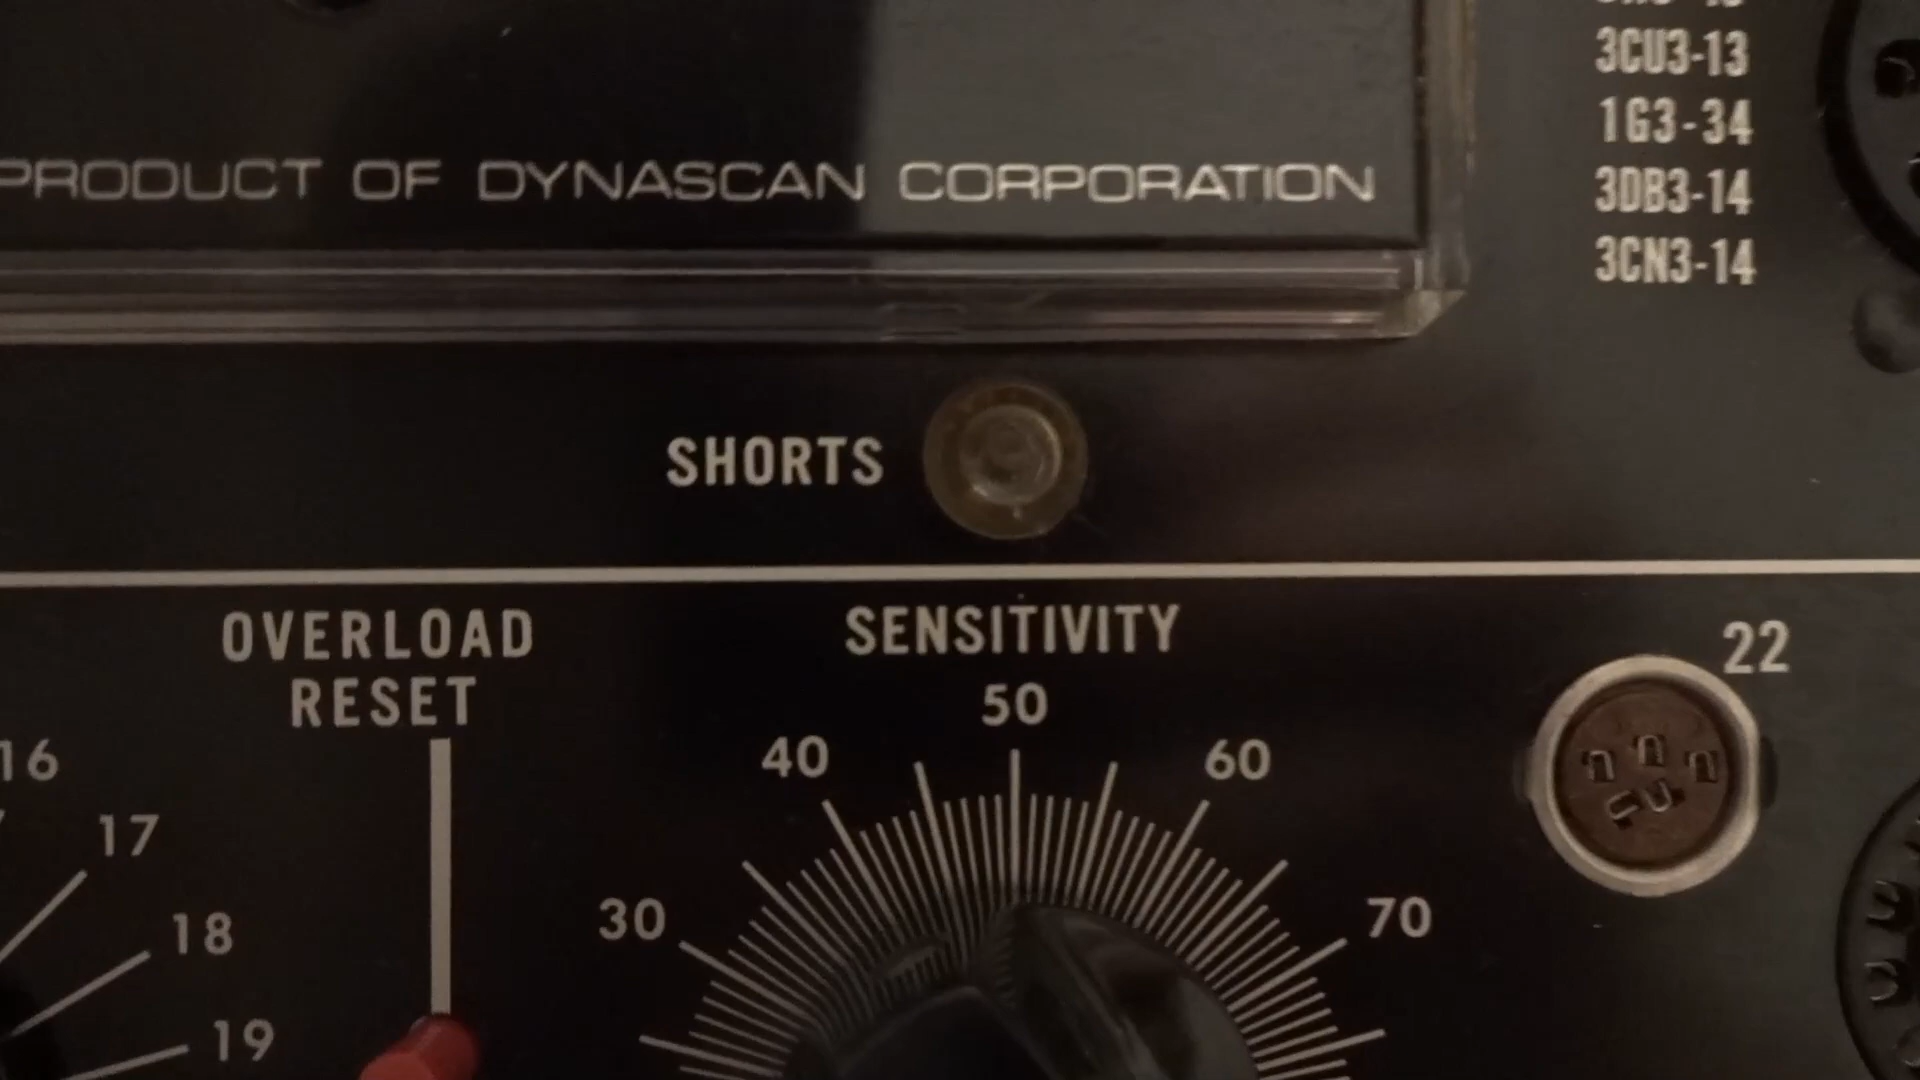 3CU3-13
1G3-34
3DB3-14
3CN3-14
PRODUCT OF DYNASCAN CORPORATION
SHORTS
OVERLOAD
RESET
SENSITIVITY
22
50
40
60
16
17
30
70
18
19